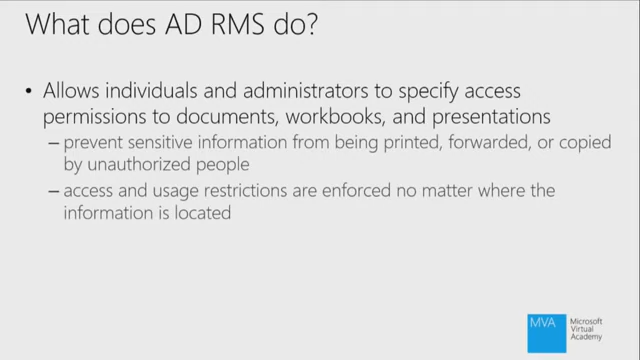 What does AD RMS do?
• Allows individuals and administrators to specify access
permissions to documents, workbooks, and presentations
– prevent sensitive information from being printed, forwarded, or copied
by unauthorized people
– access and usage restrictions are enforced no matter where the
information is located
MVA
Microsoft
Virtual
Academy